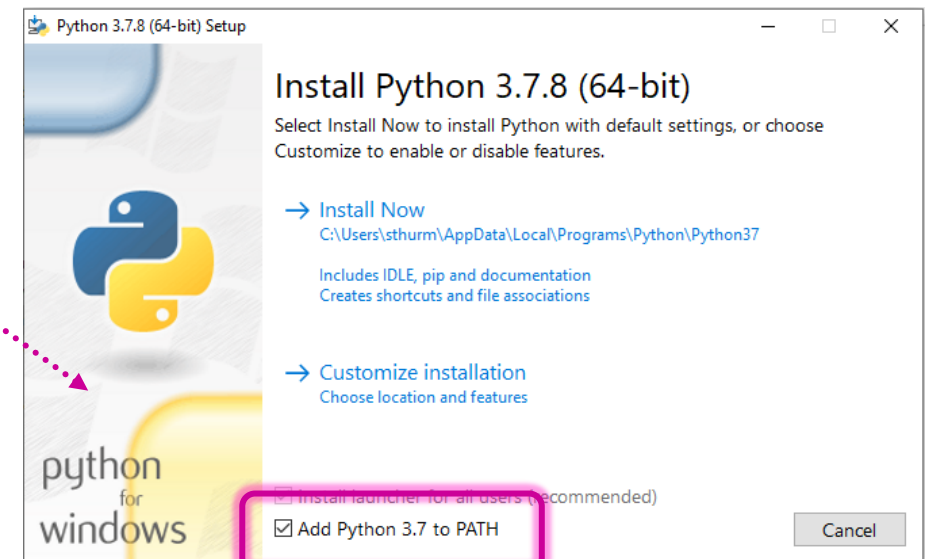 Python 3.7.8 (64-bit) Setup
Install Python 3.7.8 (64-bit)
Select Install Now to install Python with default settings, or choose
Customize to enable or disable features.
Install Now
C:\Users\sthurm\AppData\Local\Programs\Python\Python37
Includes IDLE, pip and documentation
Creates shortcuts and file associations
Customize installation
Choose location and features
python
for
windows
Install launcher for all users (recommended)
Add Python 3.7 to PATH
Cancel